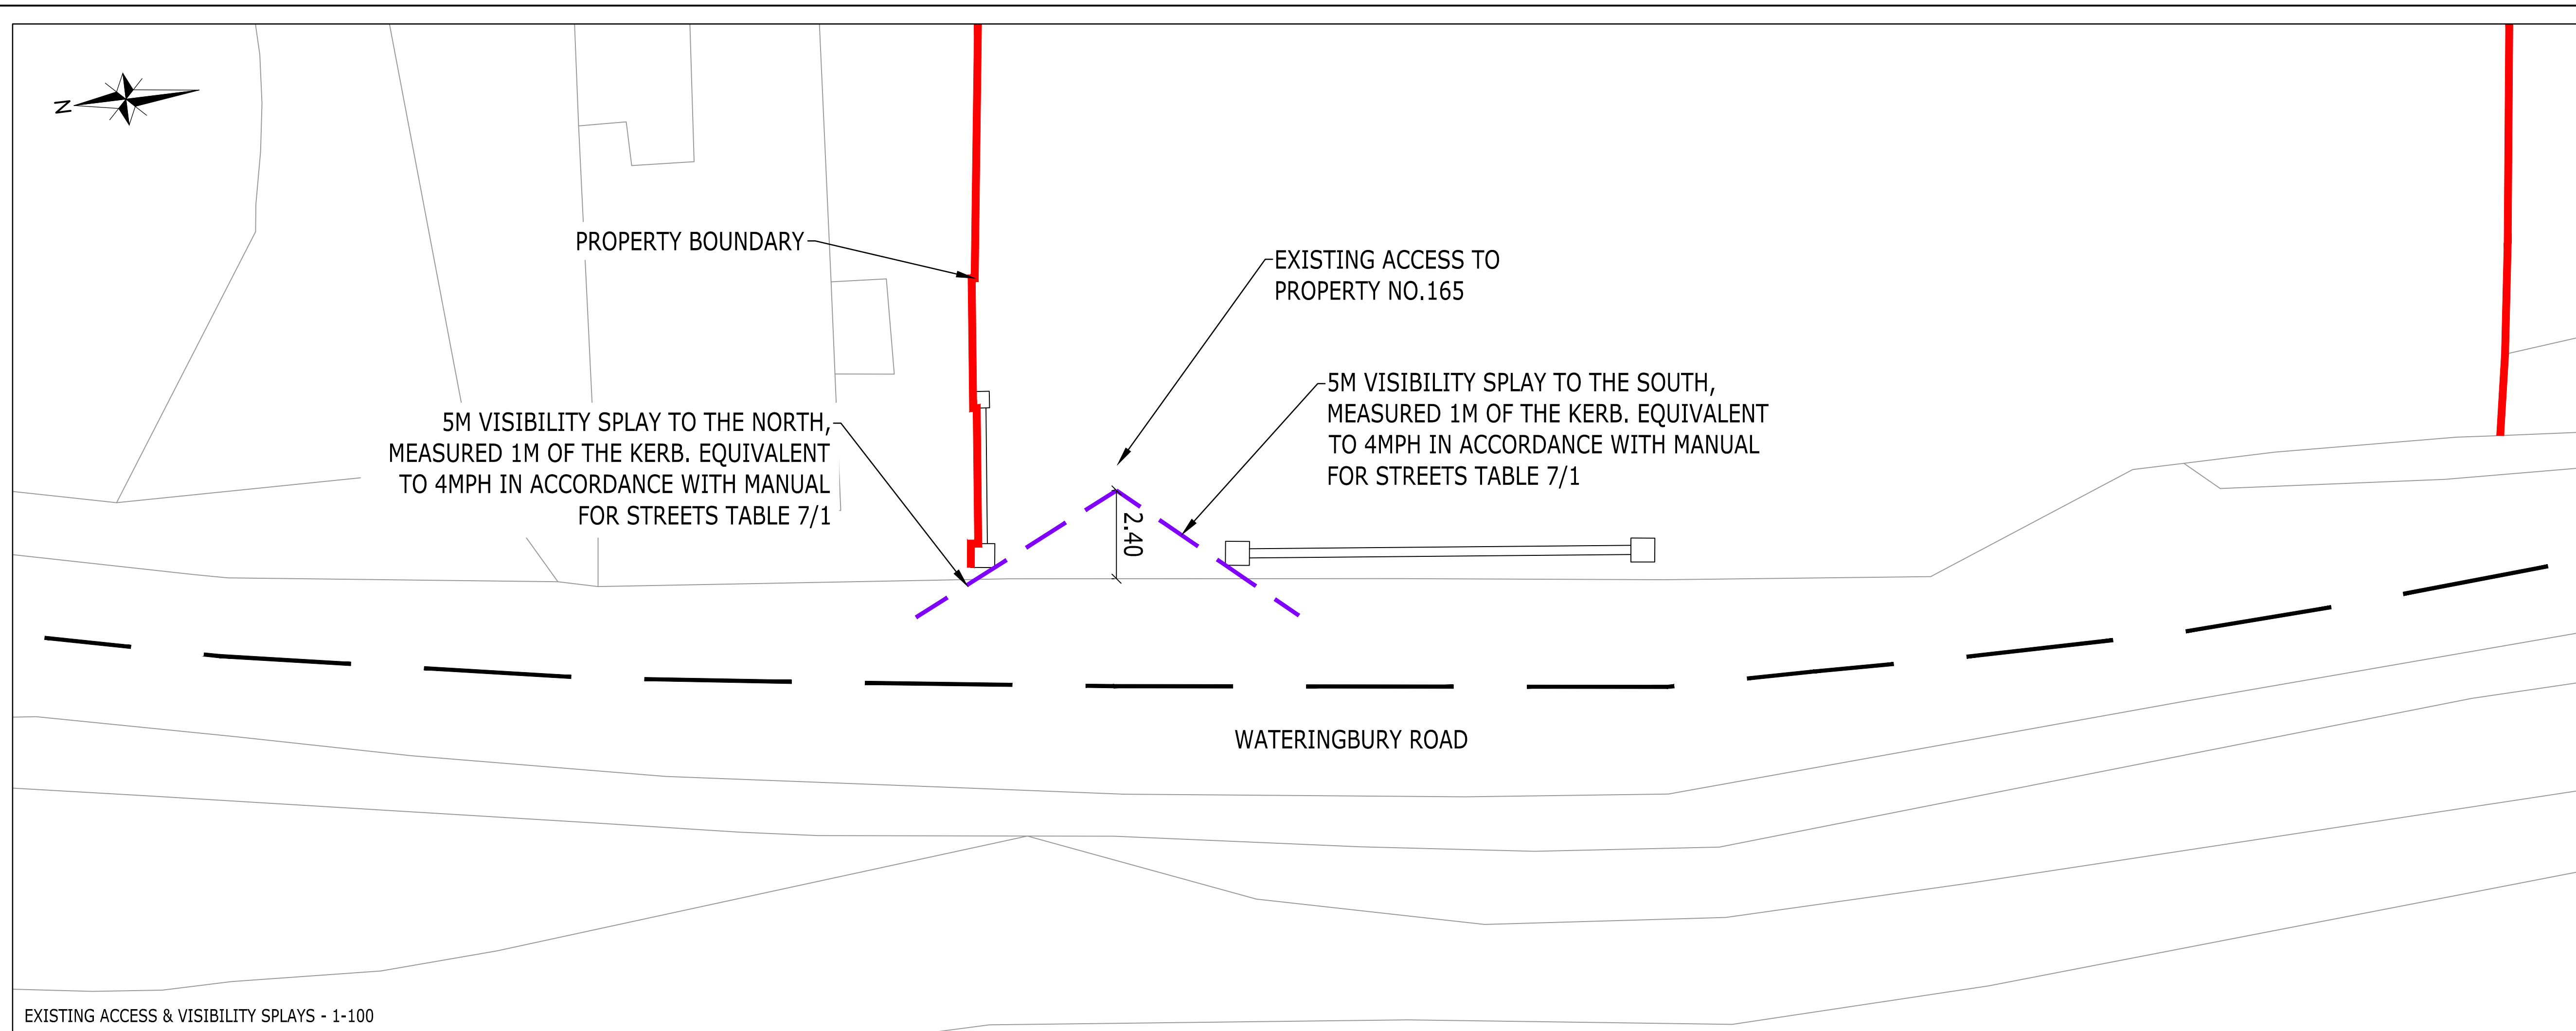 N
PROPERTY BOUNDARY
EXISTING ACCESS TO
PROPERTY NO.165
5M VISIBILITY SPLAY TO THE SOUTH,
MEASURED 1M OF THE KERB. EQUIVALENT
TO 4MPH IN ACCORDANCE WITH MANUAL
FOR STREETS TABLE 7/1
5M VISIBILITY SPLAY TO THE NORTH,
MEASURED 1M OF THE KERB. EQUIVALENT
TO 4MPH IN ACCORDANCE WITH MANUAL
FOR STREETS TABLE 7/1
2.40
WATERINGBURY ROAD
EXISTING ACCESS & VISIBILITY SPLAYS - 1-100